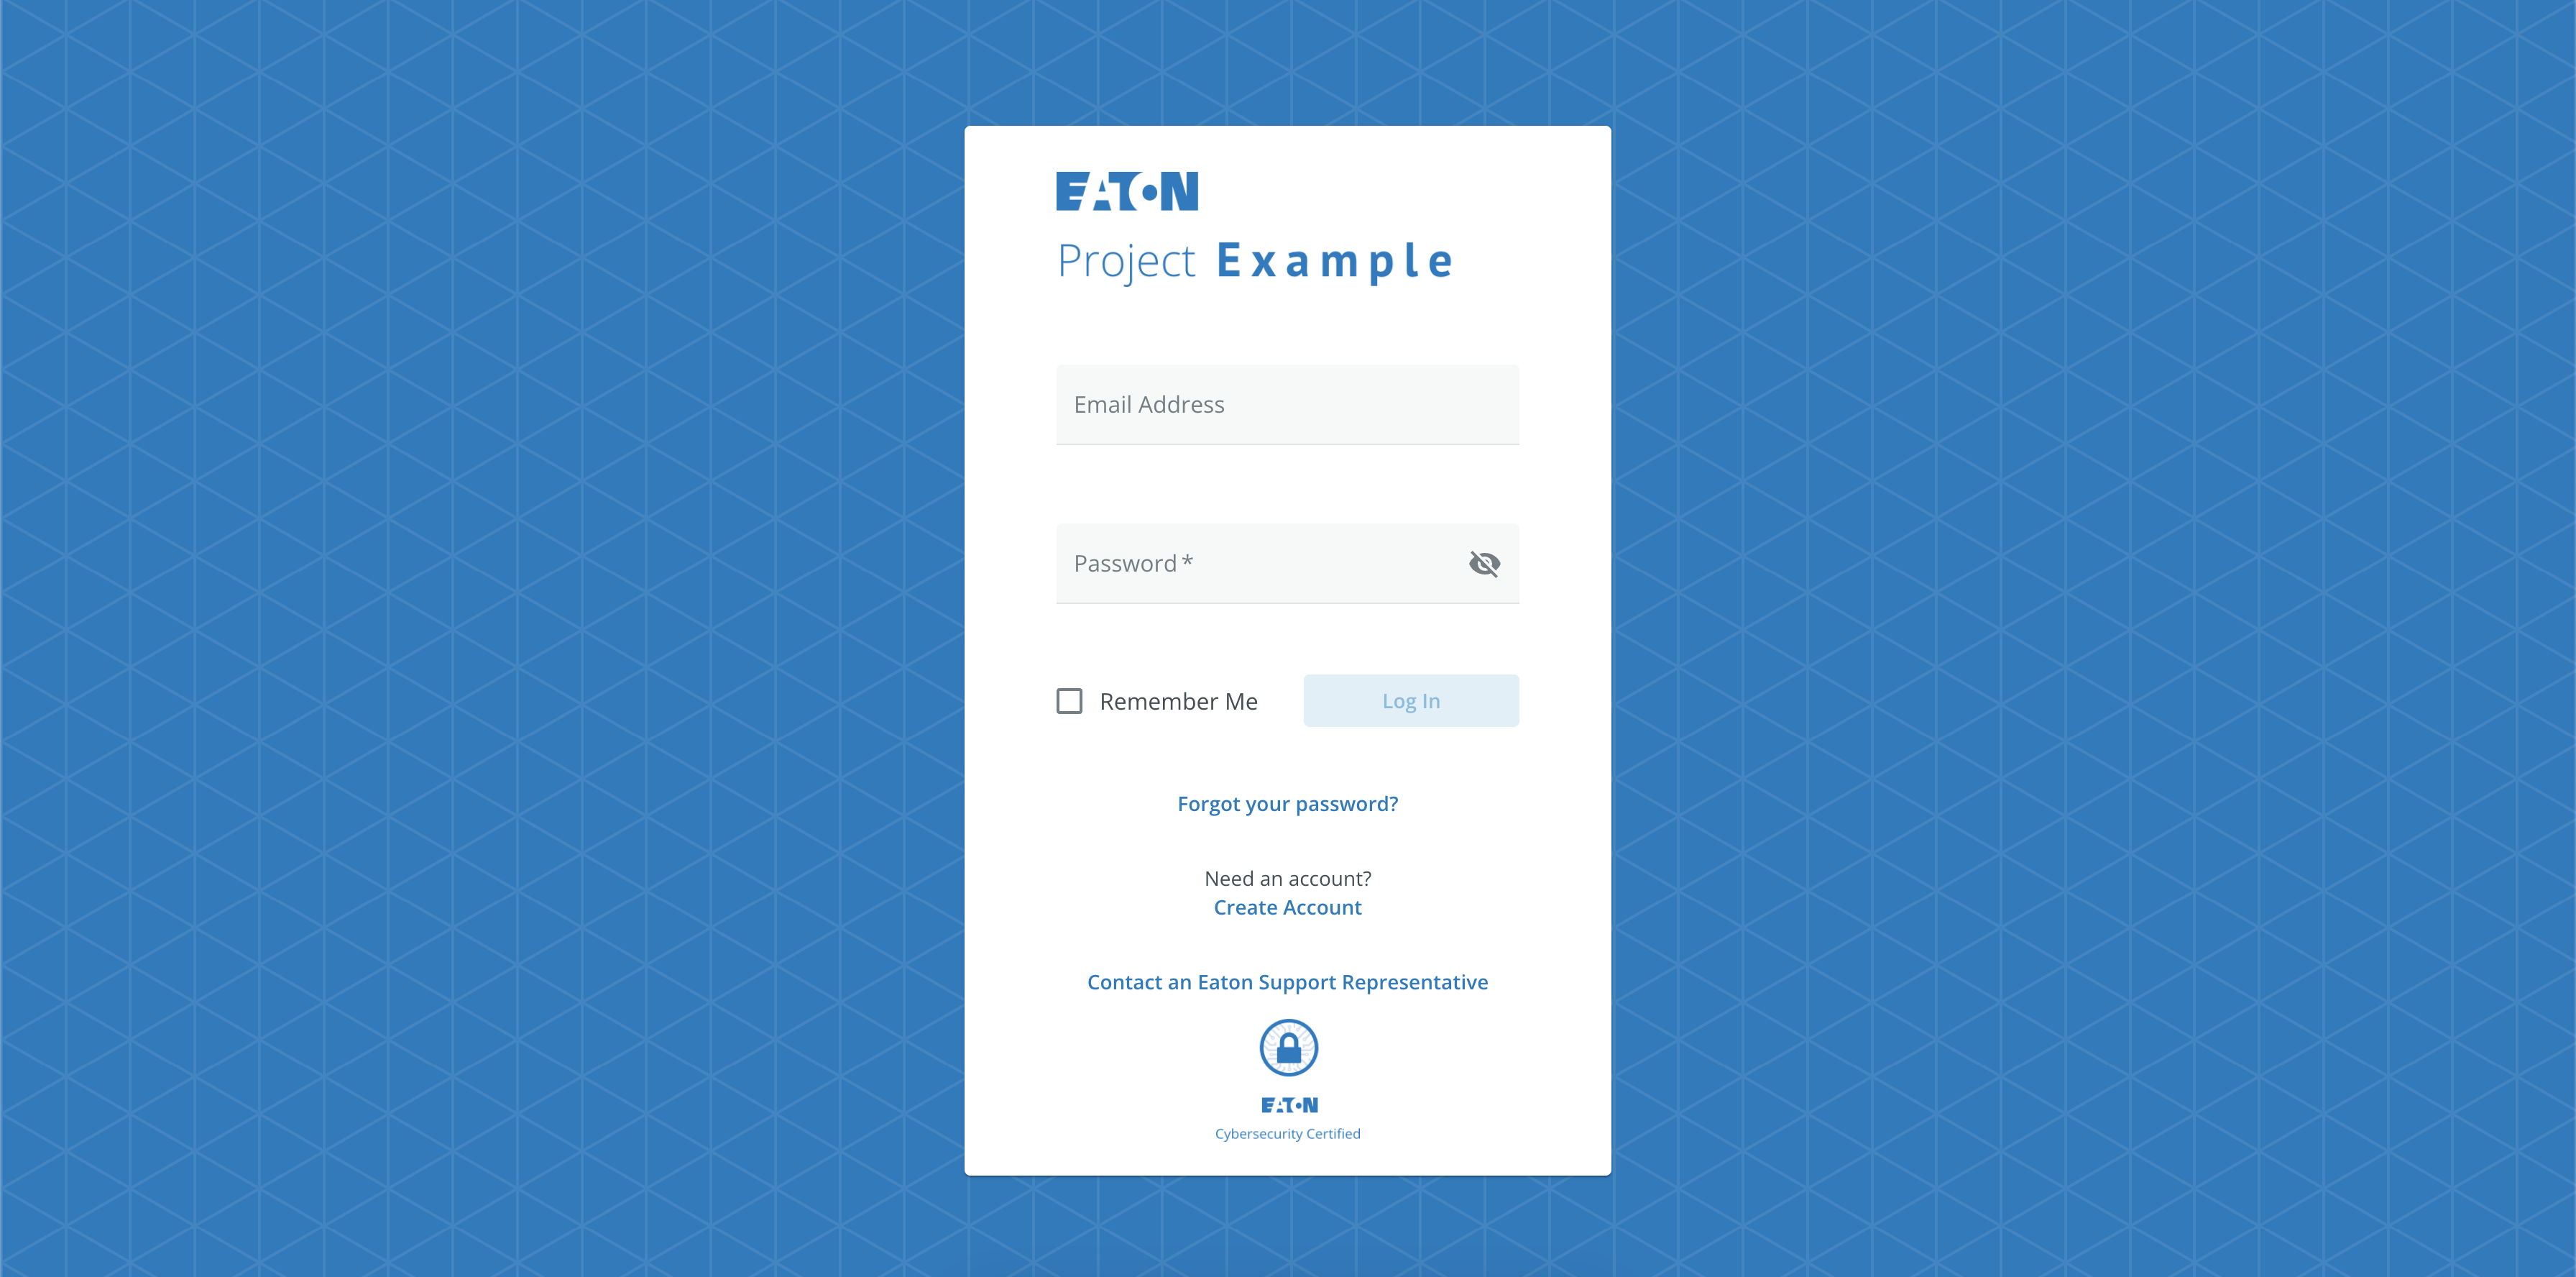 EATON
Project Example
Email Address
Password *
Remember Me
Log In
Forgot your password?
Need an account?
Create Account
Contact an Eaton Support Representative
EATON
Cybersecurity Certified